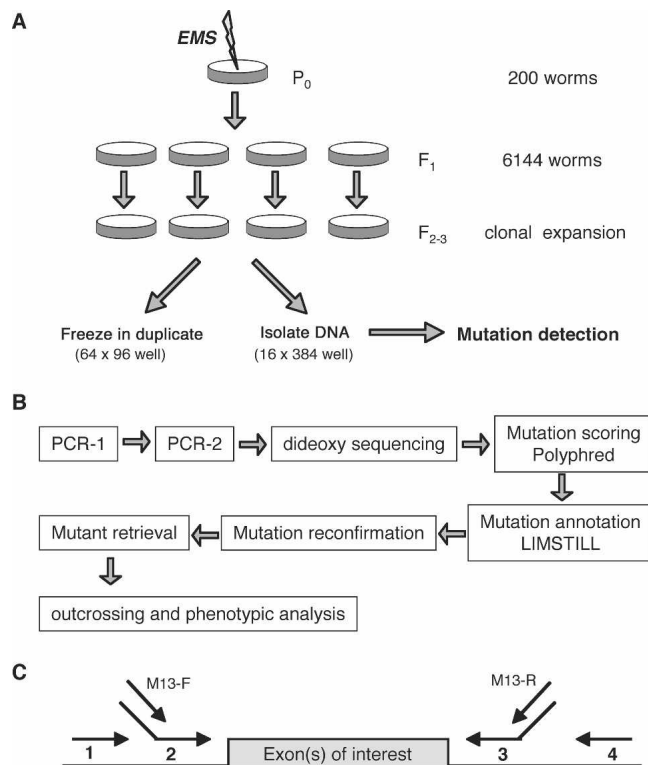 A
EMS
P0
200 worms
F1
6144 worms
F2-3
clonal expansion
Freeze in duplicate
(64 x 96 well)
Isolate DNA
(16 x 384 well)
Mutation detection
B
PCR-1
PCR-2
dideoxy sequencing
Mutation scoring
Polyphred
Mutation annotation
LIMSTILL
Mutation reconfirmation
Mutant retrieval
outcrossing and phenotypic analysis
C
M13-F
M13-R
1
2
Exon(s) of interest
3
4